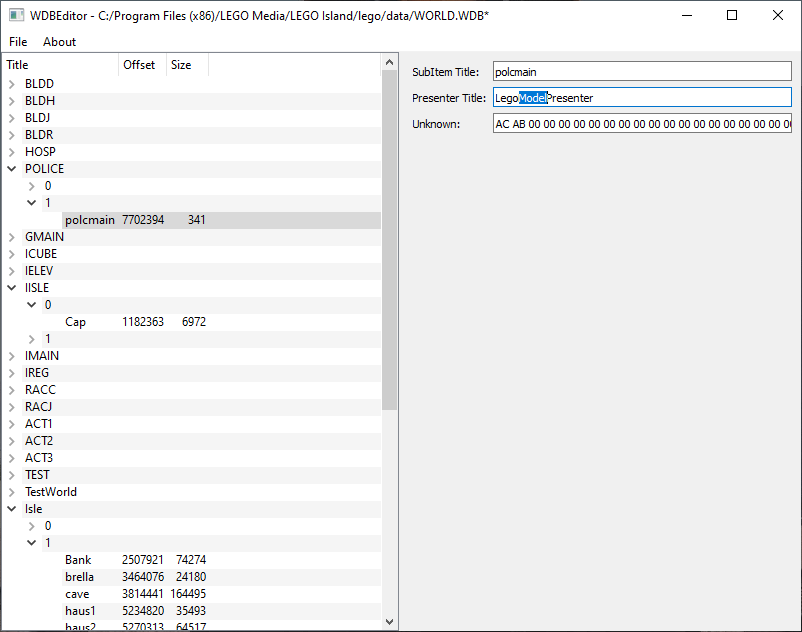 WDBEditor - C:/Program Files (x86)/LEGO Media/LEGO Island/lego/data/WORLD.WDB*
File About
Title Offset Size
BLDD
BLDH
BLDJ
BLDR
HOSP
POLICE
0
1
polcmain 7702394 341
GMAIN
ICUBE
IELEV
IISLE
0
Cap 1182363 6972
1
IMAIN
IREG
RACC
RACJ
ACT1
ACT2
ACT3
TEST
TestWorld
Isle
0
1
Bank 2507921 74274
brella 3464076 24180
cave 3814441 164495
haus1 5234820 35493
haus2 5270313 64517
SubItem Title: polcmain
Presenter Title: LegoModelPresenter
Unknown: AC AB 00 00 00 00 00 00 00 00 00 00 00 00 00 00 00 00 00